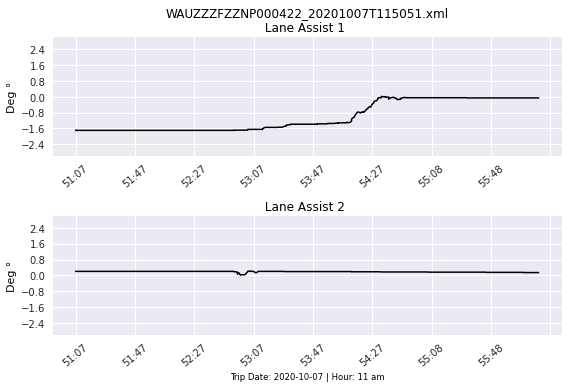 WAUZZZFZZNP000422_20201007T115051.xml
Lane Assist 1
Deg °
2.4
1.6
0.8
0.0
−0.8
−1.6
−2.4
51:07 51:47 52:27 53:07 53:47 54:27 55:08 55:48
Lane Assist 2
Deg °
2.4
1.6
0.8
0.0
−0.8
−1.6
−2.4
51:07 51:47 52:27 53:07 53:47 54:27 55:08 55:48
Trip Date: 2020-10-07 | Hour: 11 am